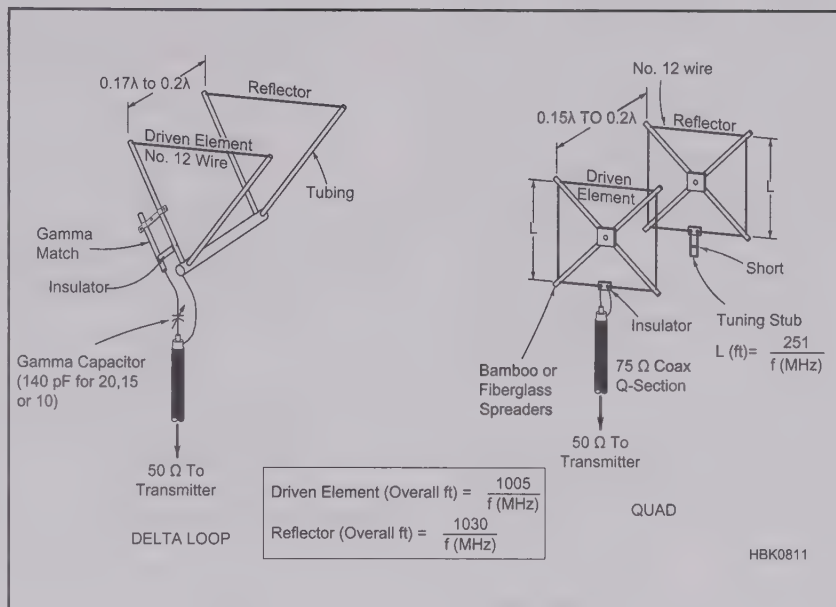 0.17λ to 0.2λ
Reflector
Driven Element
No. 12 Wire
Tubing
Gamma
Match
Insulator
Gamma Capacitor
(140 pF for 20,15
or 10)
50 Ω To
Transmitter
DELTA LOOP
No. 12 wire
0.15λ TO 0.2λ
Reflector
Driven
Element
L
L
Short
Insulator
Tuning Stub
L (ft)= 251
f (MHz)
Bamboo or
Fiberglass
Spreaders
75 Ω Coax
Q-Section
50 Ω To
Transmitter
QUAD
Driven Element (Overall ft) = 1005
f (MHz)
Reflector (Overall ft) = 1030
f (MHz)
HBK0811